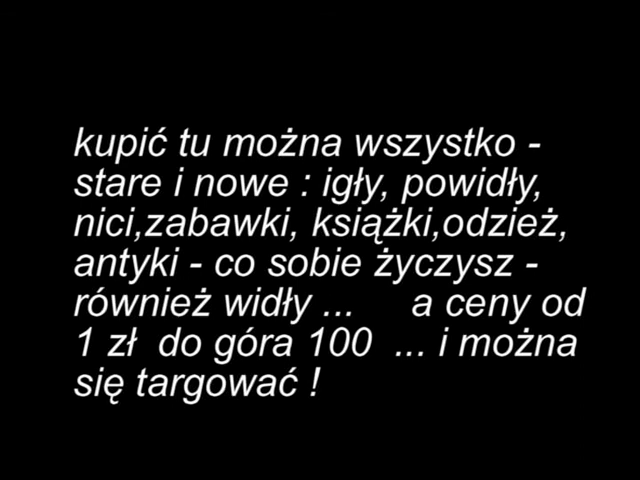 kupić tu można wszystko -
stare i nowe : igły, powidły,
nici,zabawki, książki,odzież,
antyki - co sobie życzysz -
również widły ... a ceny od
1 zł do góra 100 ... i można
się targować !